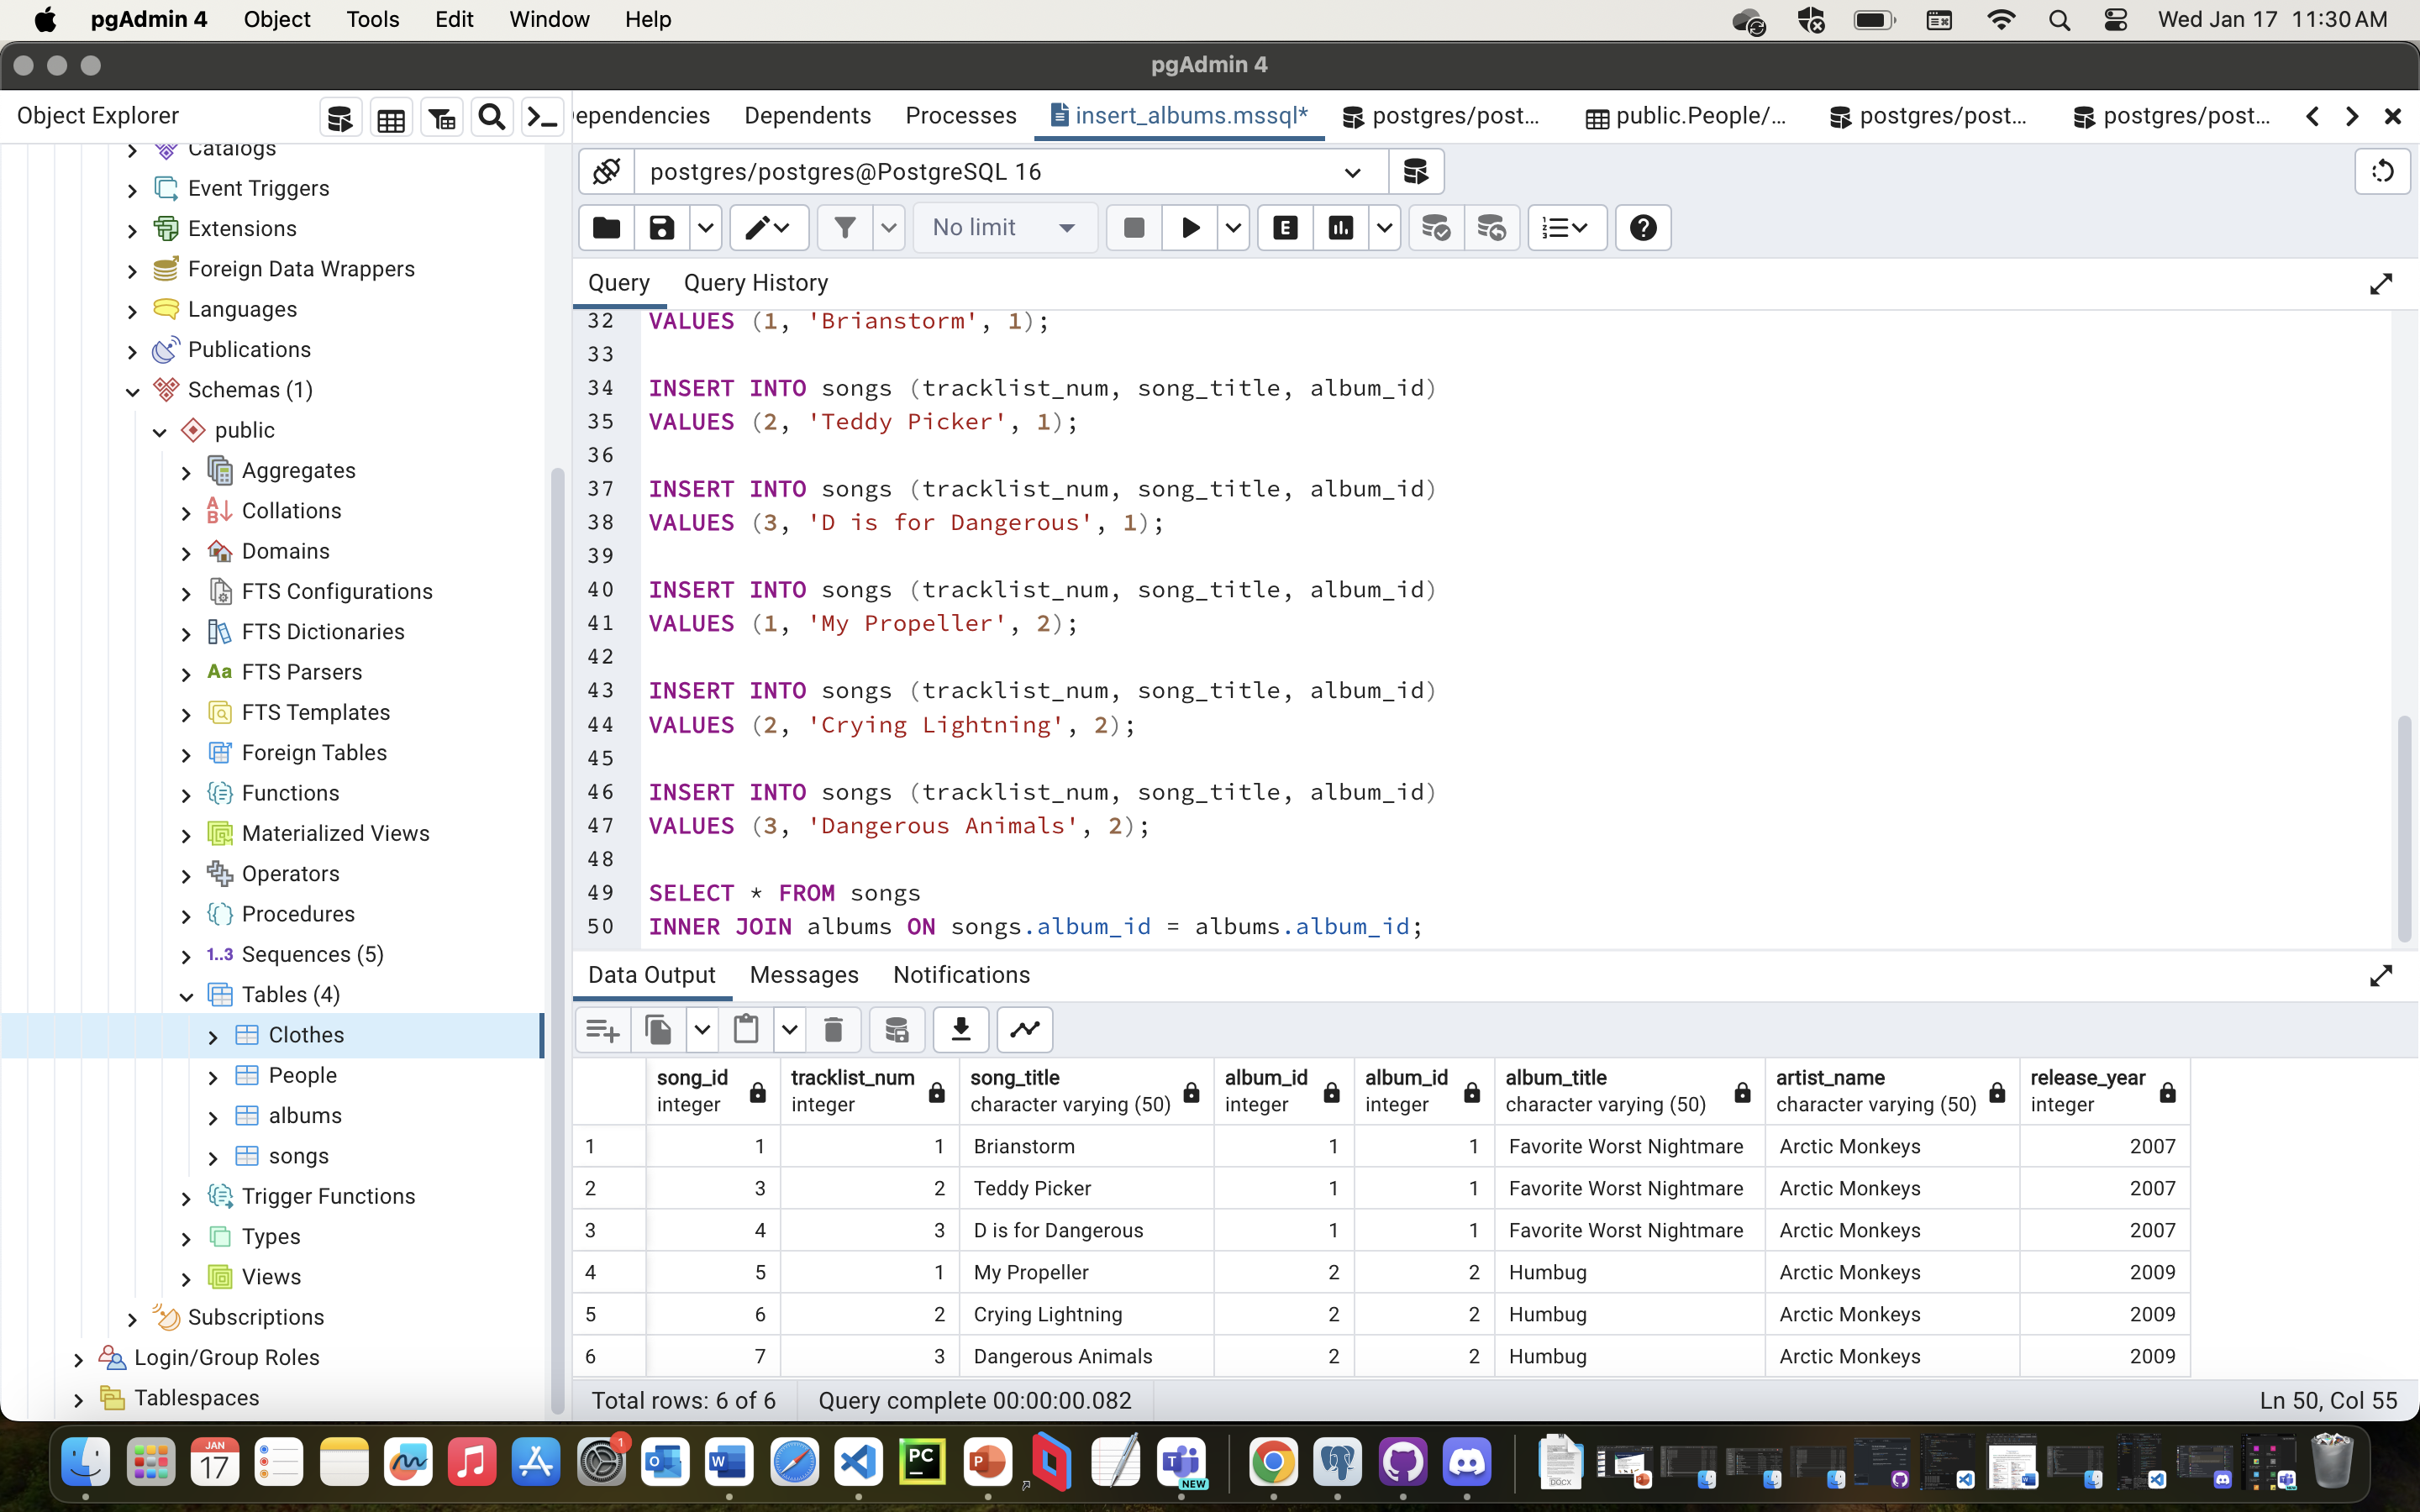 pgAdmin 4 Object Tools Edit Window Help Wed Jan 17 11:30 AM
pgAdmin 4
Object Explorer
ependencies Dependents Processes insert_albums.mssql* postgres/post... public.People/... postgres/post... postgres/post...
Catalogs
Event Triggers
Extensions
Foreign Data Wrappers
Languages
Publications
Schemas (1)
public
Aggregates
Collations
Domains
FTS Configurations
FTS Dictionaries
Aa FTS Parsers
FTS Templates
Foreign Tables
Functions
Materialized Views
Operators
Procedures
1..3 Sequences (5)
Tables (4)
Clothes
People
albums
songs
Trigger Functions
Types
Views
Subscriptions
Login/Group Roles
Tablespaces
postgres/postgres@PostgreSQL 16
No limit E
Query Query History
32 VALUES (1, 'Brianstorm', 1);
33
34 INSERT INTO songs (tracklist_num, song_title, album_id)
35 VALUES (2, 'Teddy Picker', 1);
36
37 INSERT INTO songs (tracklist_num, song_title, album_id)
38 VALUES (3, 'D is for Dangerous', 1);
39
40 INSERT INTO songs (tracklist_num, song_title, album_id)
41 VALUES (1, 'My Propeller', 2);
42
43 INSERT INTO songs (tracklist_num, song_title, album_id)
44 VALUES (2, 'Crying Lightning', 2);
45
46 INSERT INTO songs (tracklist_num, song_title, album_id)
47 VALUES (3, 'Dangerous Animals', 2);
48
49 SELECT * FROM songs
50 INNER JOIN albums ON songs.album_id = albums.album_id;
Data Output Messages Notifications
song_id tracklist_num song_title album_id album_id album_title artist_name release_year
integer integer character varying (50) integer integer character varying (50) character varying (50) integer
1 1 1 Brianstorm 1 1 Favorite Worst Nightmare Arctic Monkeys 2007
2 3 2 Teddy Picker 1 1 Favorite Worst Nightmare Arctic Monkeys 2007
3 4 3 D is for Dangerous 1 1 Favorite Worst Nightmare Arctic Monkeys 2007
4 5 1 My Propeller 2 2 Humbug Arctic Monkeys 2009
5 6 2 Crying Lightning 2 2 Humbug Arctic Monkeys 2009
6 7 3 Dangerous Animals 2 2 Humbug Arctic Monkeys 2009
Total rows: 6 of 6 Query complete 00:00:00.082 Ln 50, Col 55
JAN
17
1
PC
NEW
DOCX